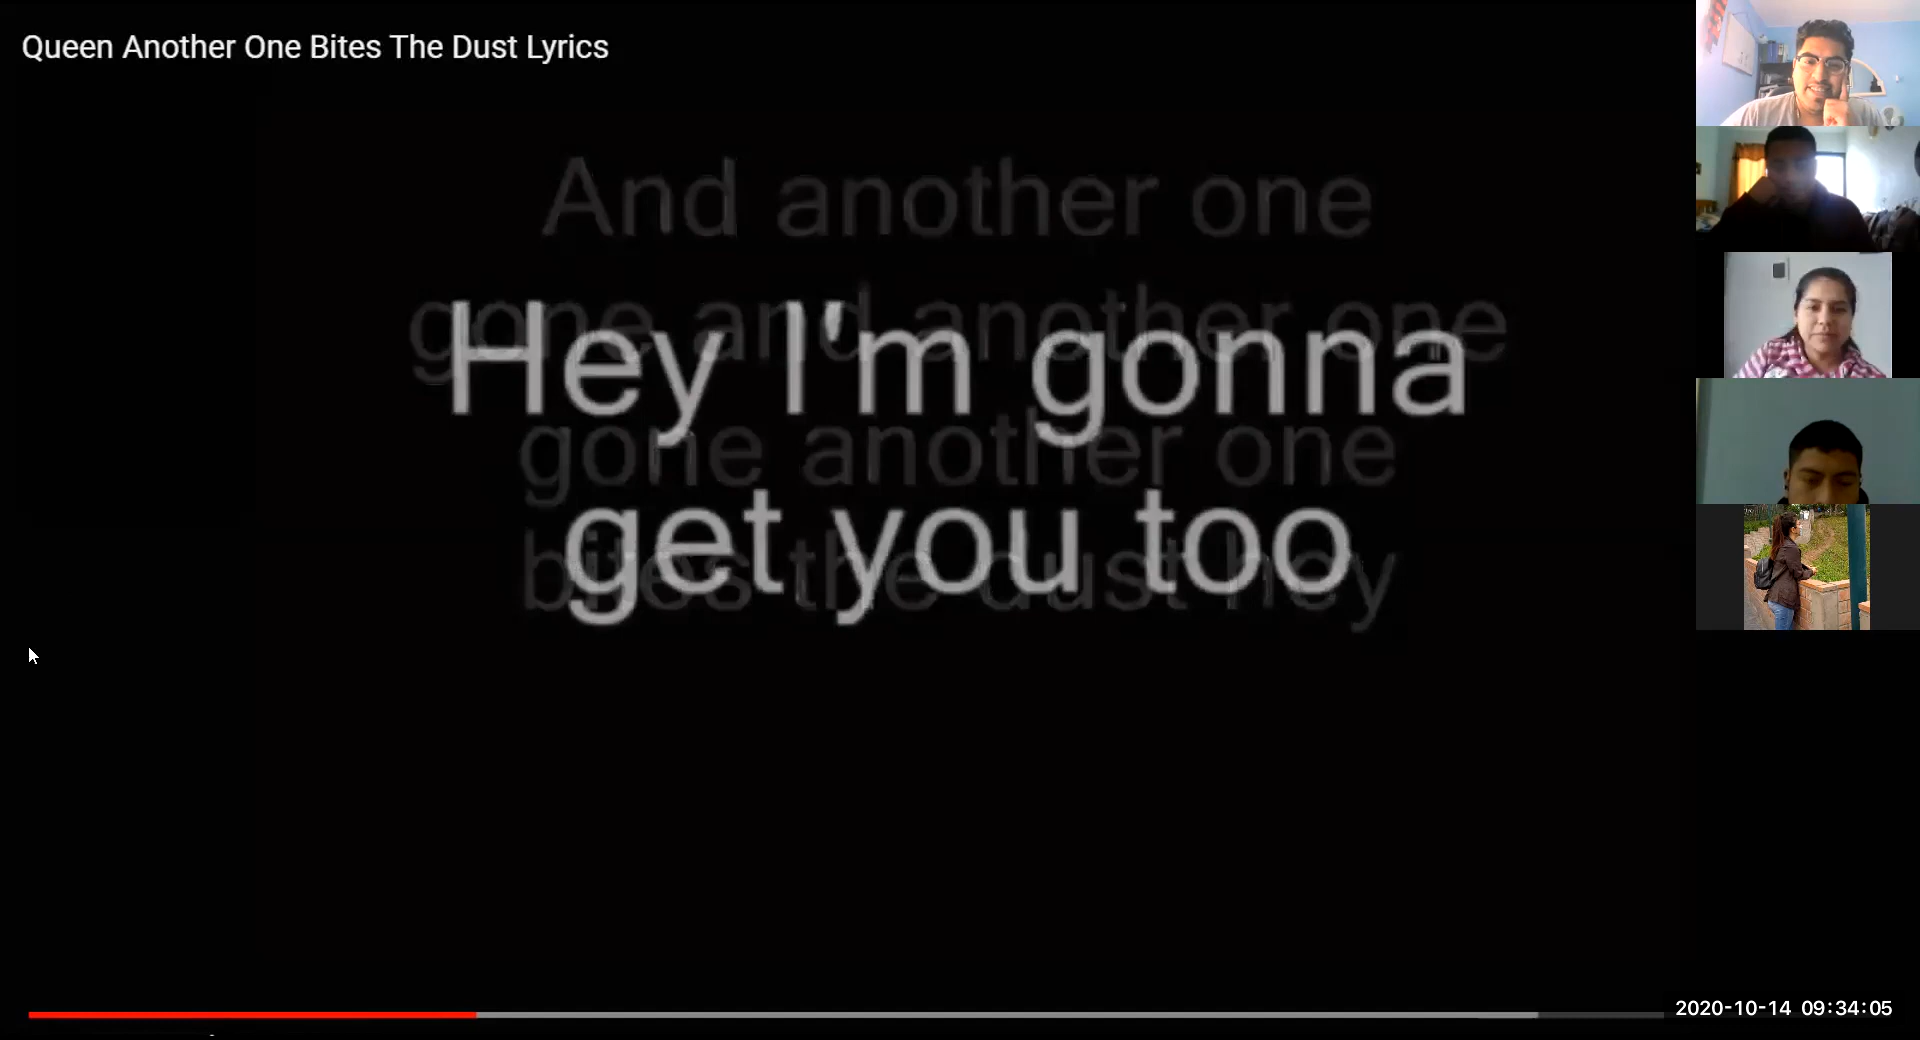 Queen Another One Bites The Dust Lyrics
And another one
gone and another one
gone another one
bites the dust hey
Hey I'm gonna
get you too
2020-10-14 09:34:05